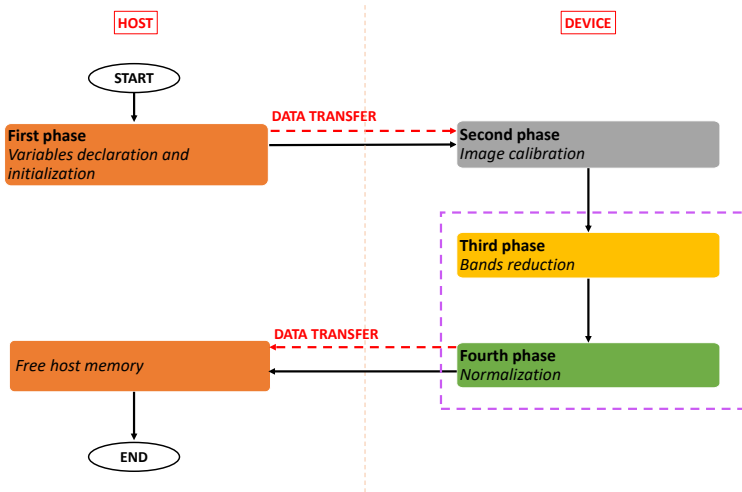 HOST
DEVICE
START
DATA TRANSFER
First phase
Variables declaration and
initialization
Second phase
Image calibration
Third phase
Bands reduction
DATA TRANSFER
Free host memory
Fourth phase
Normalization
END